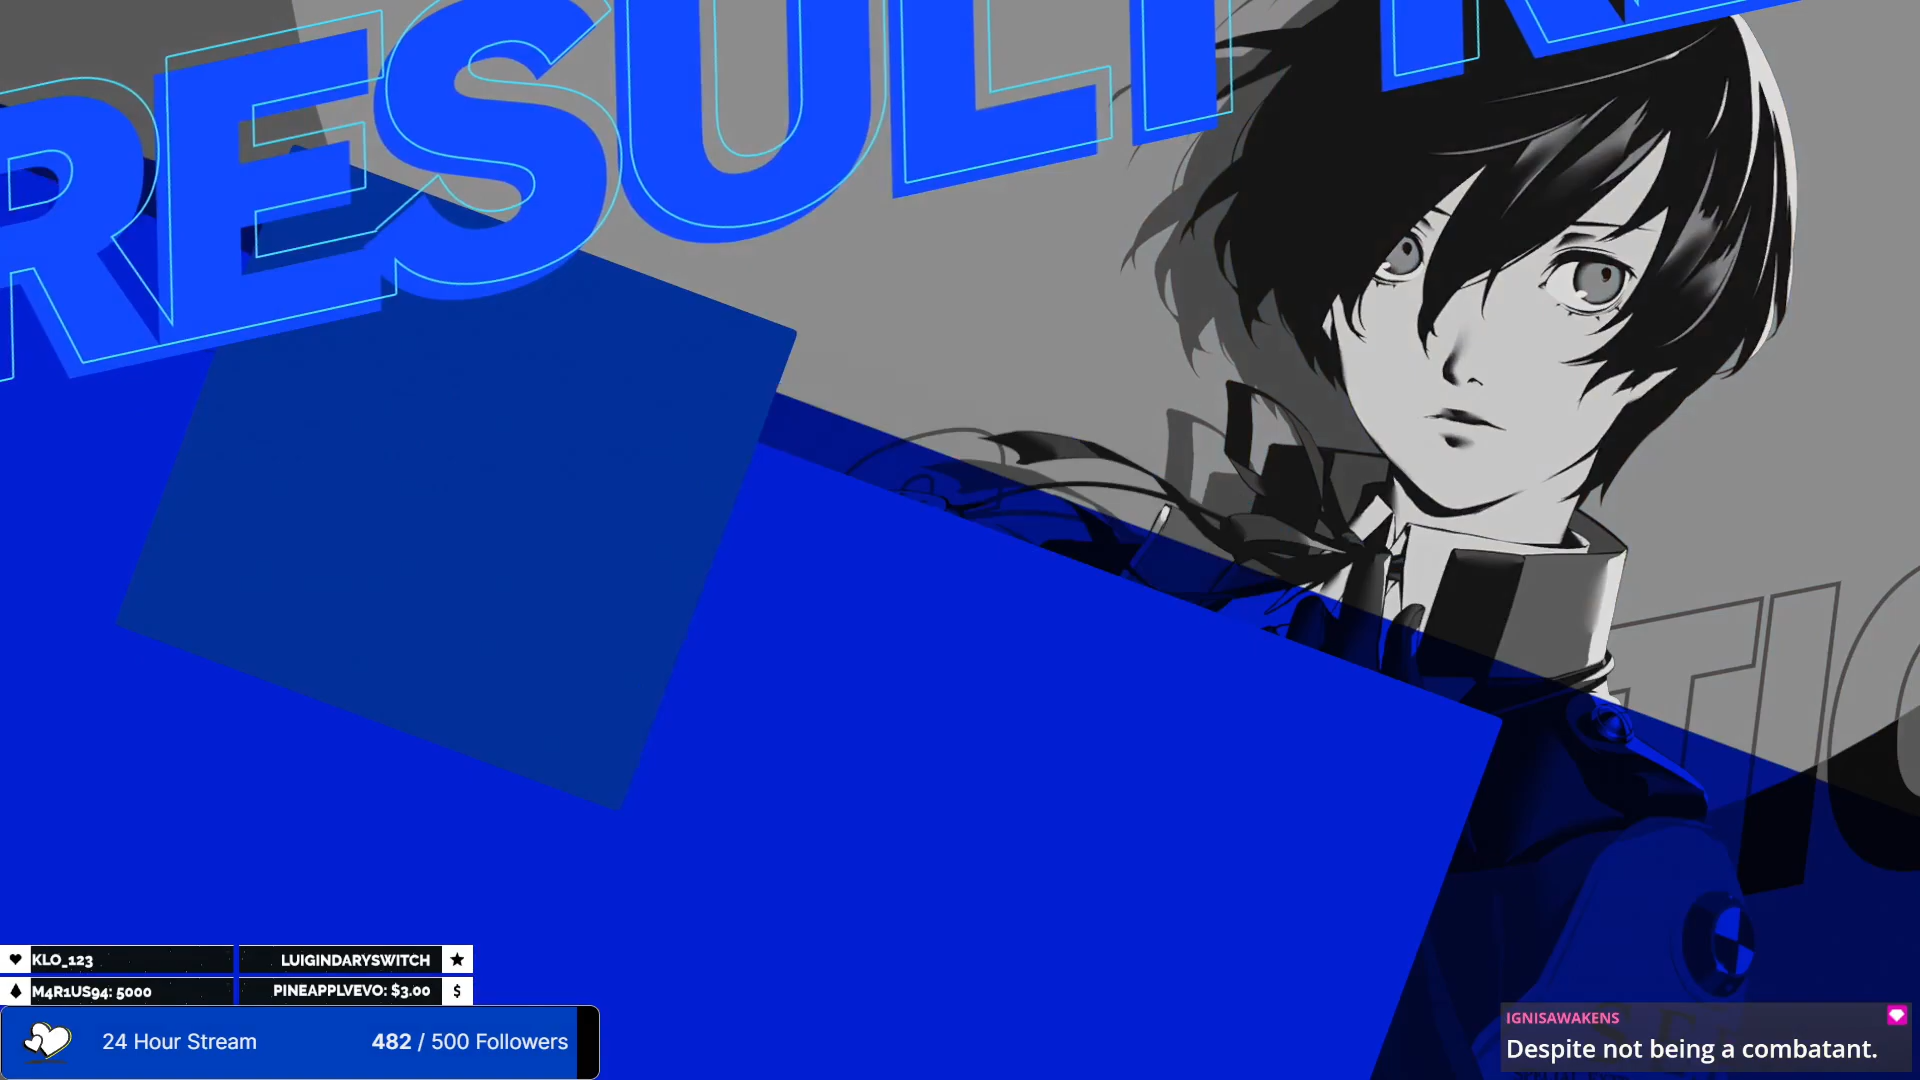 RESULT
TIO
KLO_123
LUIGINDARYSWITCH
M4R1US94: 5000
PINEAPPLVEVO: $3.00
$
24 Hour Stream
482 / 500 Followers
IGNISAWAKENS
Despite not being a combatant.